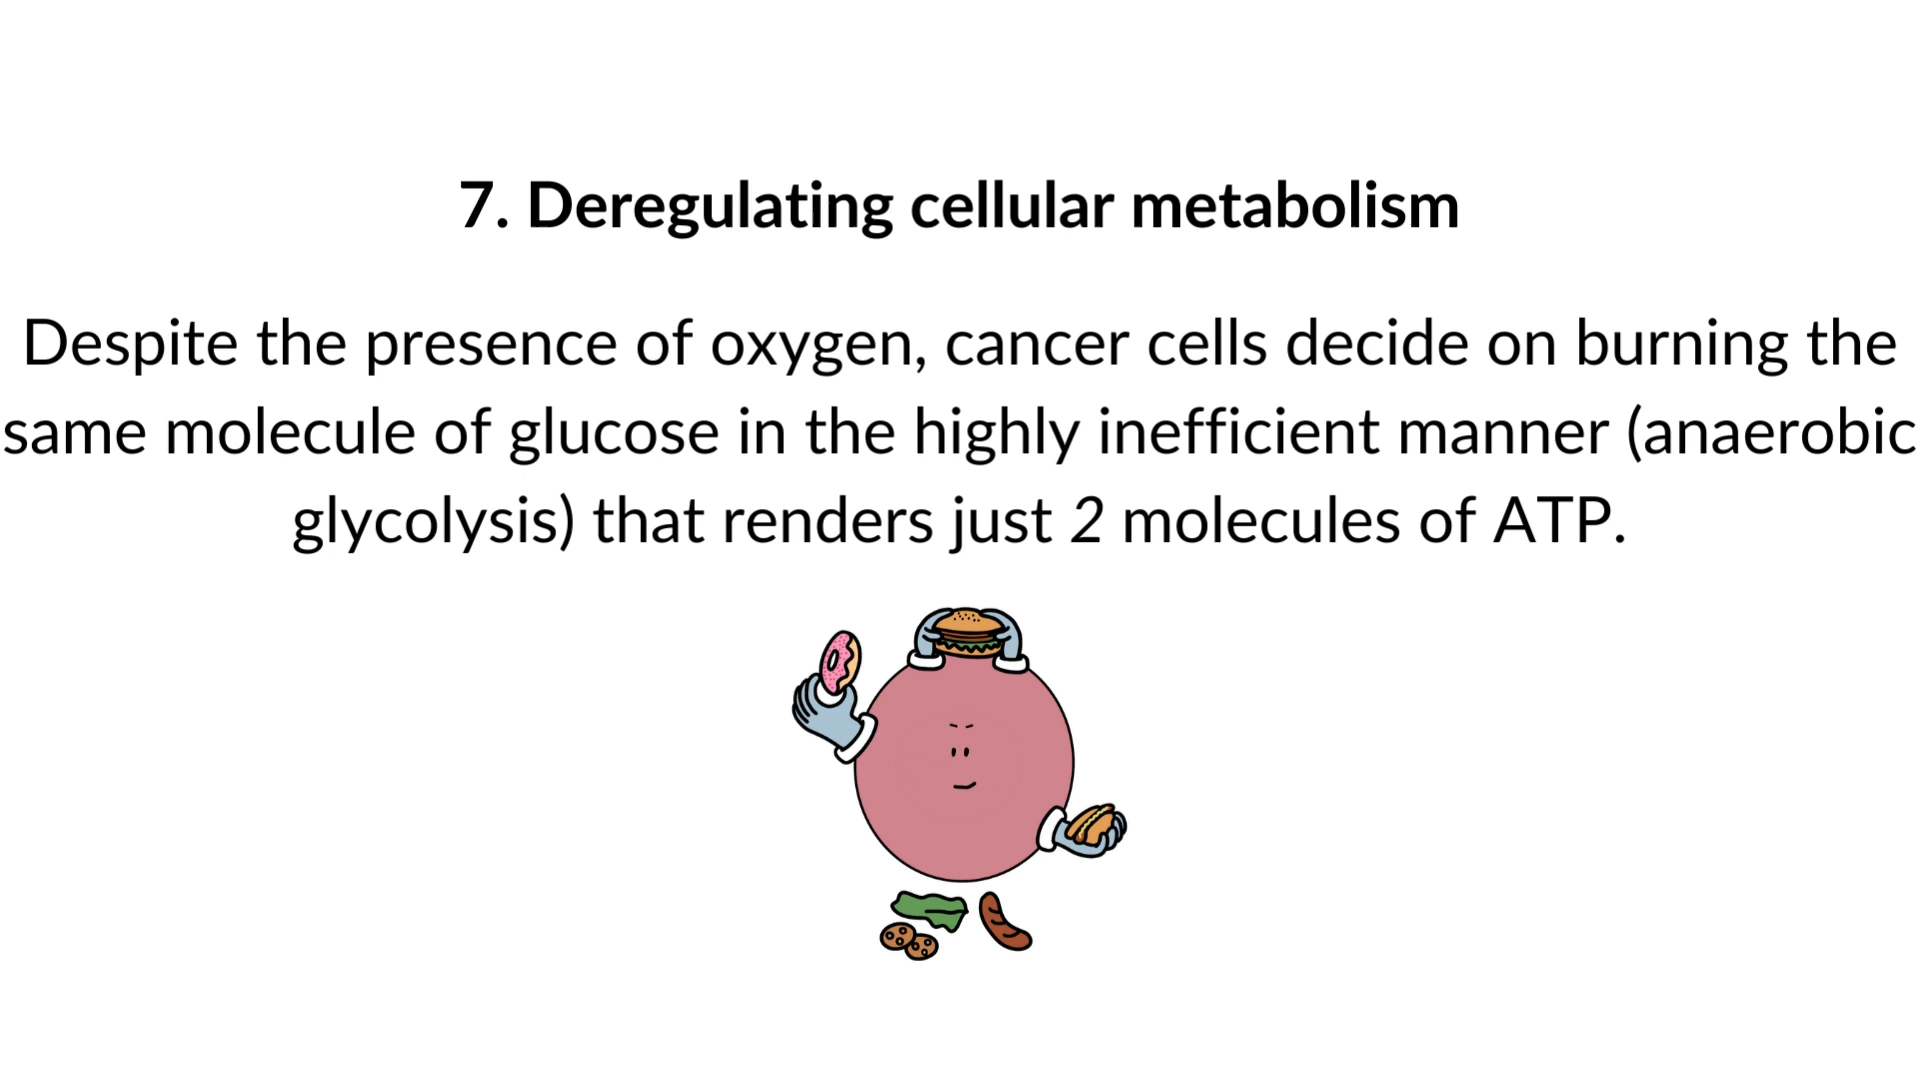 7. Deregulating cellular metabolism
Despite the presence of oxygen, cancer cells decide on burning the
same molecule of glucose in the highly inefficient manner (anaerobic
glycolysis) that renders just 2 molecules of ATP.